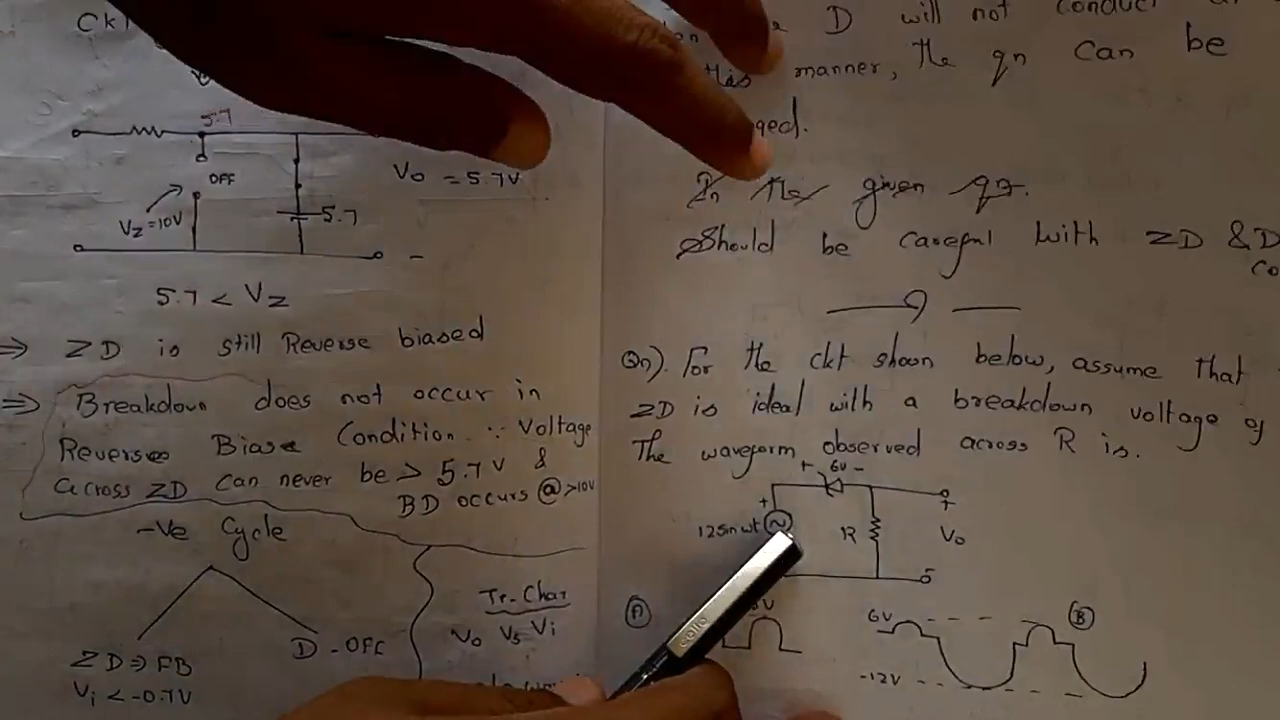 Ckt
5.7
OFF
Vz = 10V
Vo = 5.7V
5.7
-
5.7 < Vz
⇒ ZD is still Reverse biased
⇒ Breakdown does not occur in
Reverse Bias Condition ∵ Voltage
across ZD can never be > 5.7V &
BD occurs @ >10V
-Ve Cycle
ZD ⇒ FB
Vi < -0.7V
D - OFF
Tr. Char
Vo Vs Vi
D will not conduct
this manner, the qn can be
In the given qn.
Should be careful with ZD & D
Qn). For the ckt shown below, assume that
ZD is ideal with a breakdown voltage of
The waveform observed across R is.
+ 6V -
+
12 Sin wt
R
+
Vo
-
A
6V
B
-12V
cello